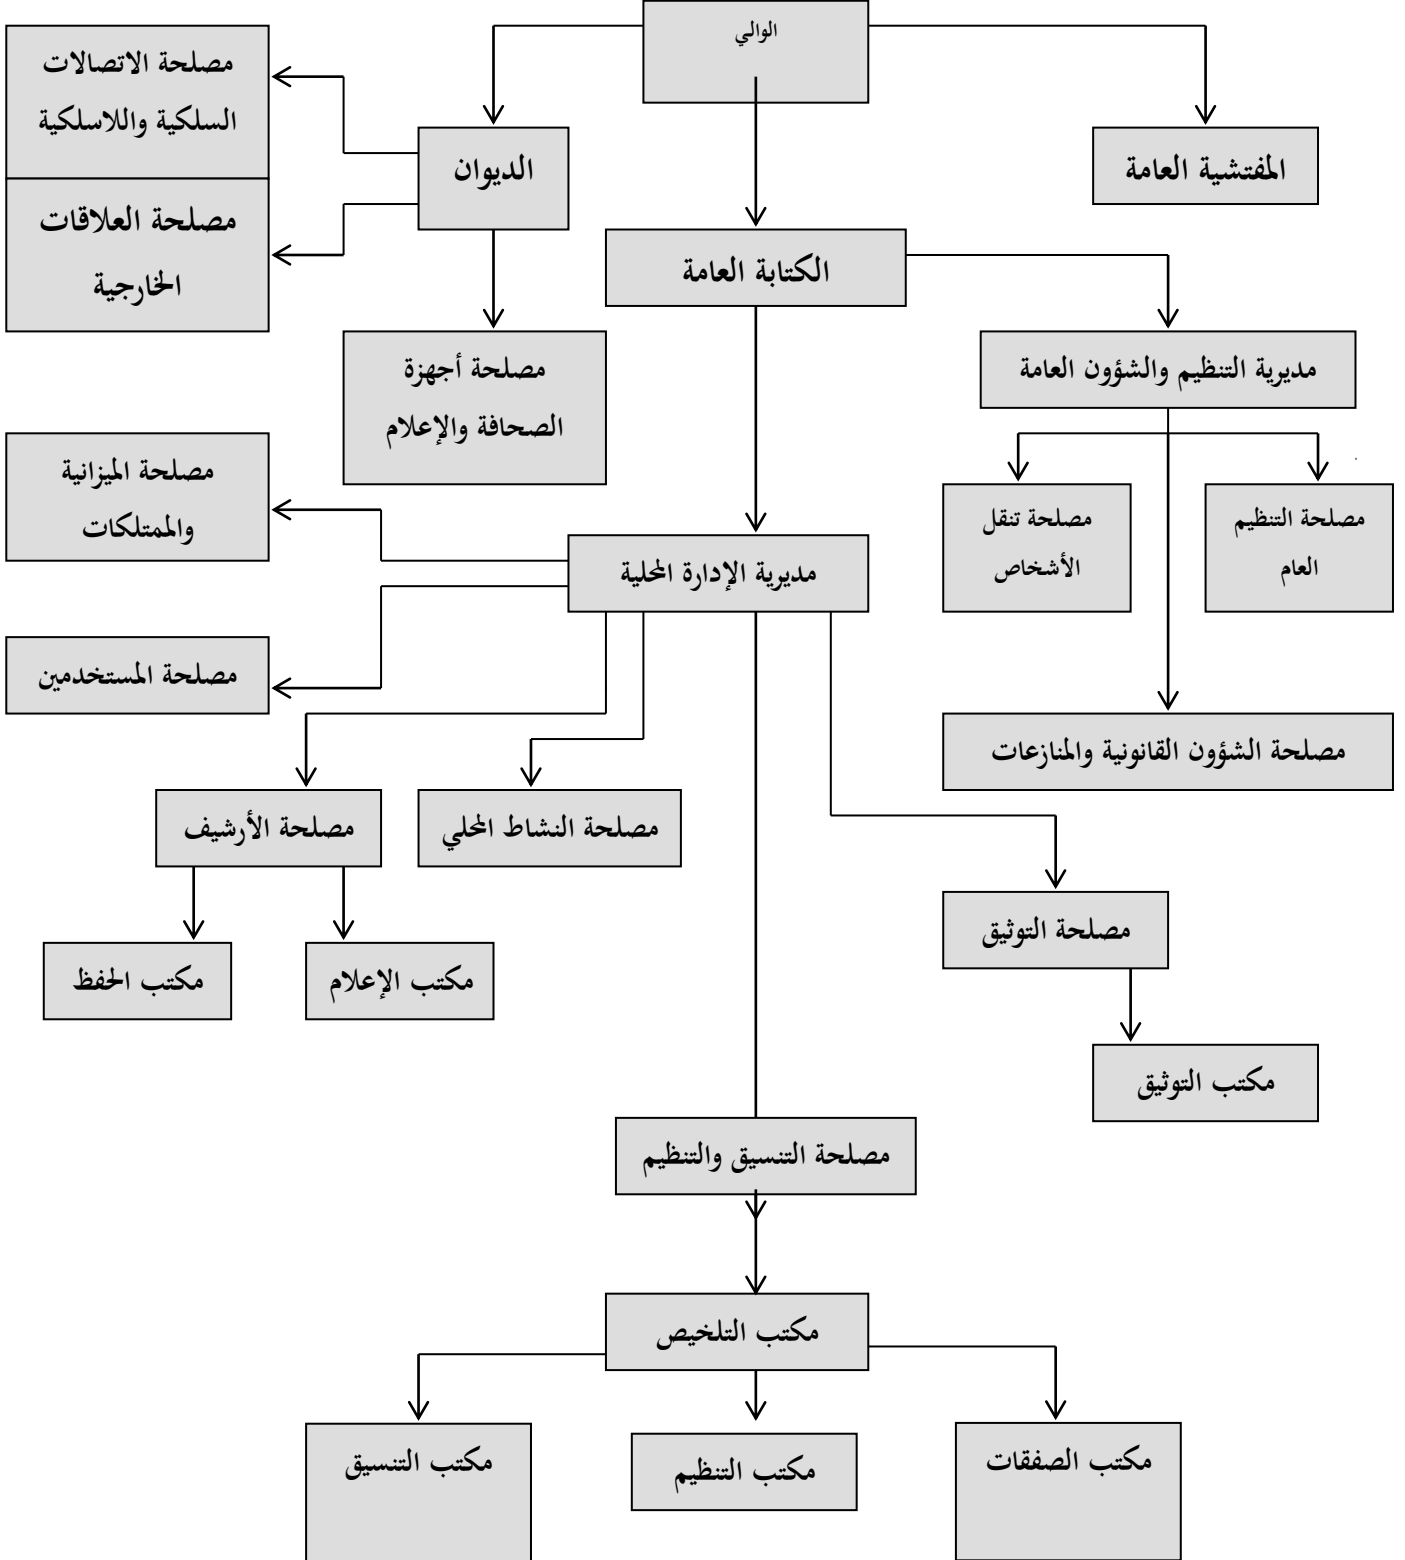 الوالي
المفتشية العامة
الديوان
مصلحة الاتصالات
السلكية واللاسلكية
مصلحة العلاقات
الخارجية
الكتابة العامة
مصلحة أجهزة
الصحافة والإعلام
مديرية التنظيم والشؤون العامة
مصلحة التنظيم
العام
مصلحة تنقل
الأشخاص
مصلحة الميزانية
والممتلكات
مديرية الإدارة المحلية
مصلحة المستخدمين
مصلحة الشؤون القانونية والمنازعات
مصلحة النشاط المحلي
مصلحة الأرشيف
مصلحة التوثيق
مكتب الإعلام
مكتب الحفظ
مكتب التوثيق
مصلحة التنسيق والتنظيم
مكتب التلخيص
مكتب الصفقات
مكتب التنظيم
مكتب التنسيق